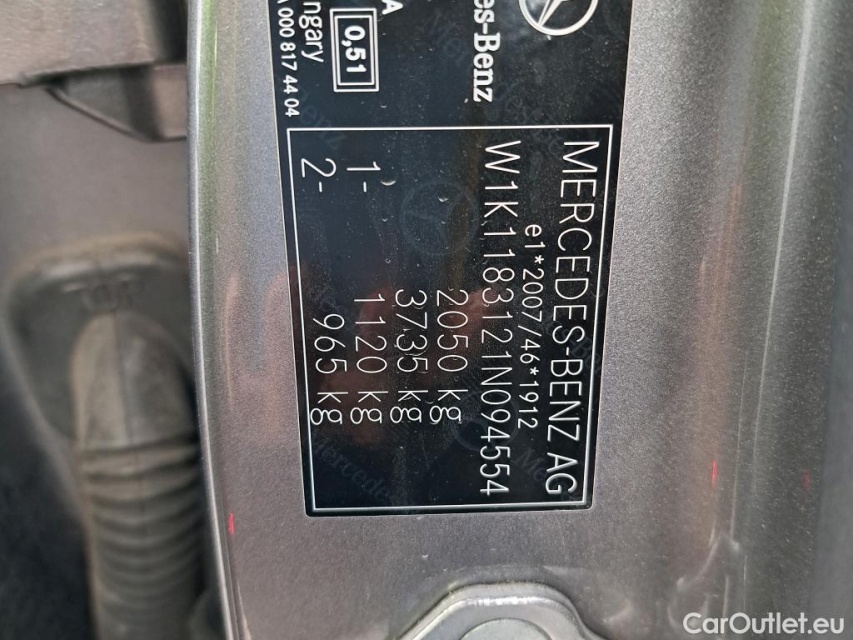 es-Benz
A
0,51
ngary
A 000 817 44 04
MERCEDES-BENZ AG
e1*2007/46*1912
W1K1183121N094554
2050 kg
3735 kg
1- 1120 kg
2- 965 kg
CarOutlet.eu